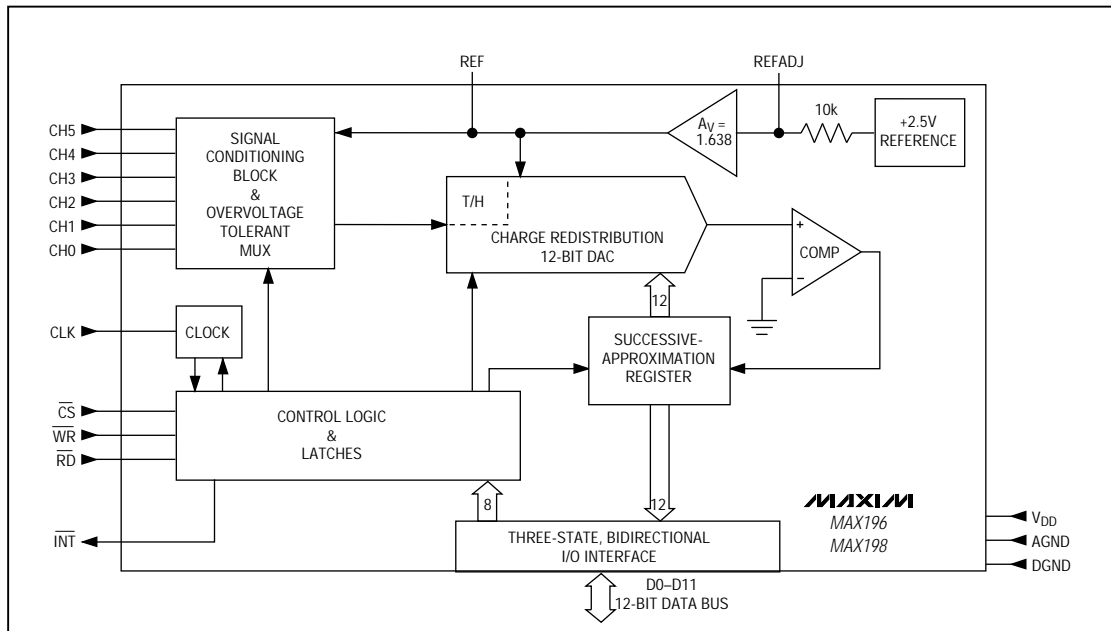 REF
REFADJ
CH5
CH4
CH3
CH2
CH1
CH0
SIGNAL
CONDITIONING
BLOCK
&
OVERVOLTAGE
TOLERANT
MUX
AV =
1.638
10k
+2.5V
REFERENCE
T/H
CHARGE REDISTRIBUTION
12-BIT DAC
+
COMP
−
12
CLK
CLOCK
SUCCESSIVE-
APPROXIMATION
REGISTER
CS
WR
RD
CONTROL LOGIC
&
LATCHES
8
12
INT
THREE-STATE, BIDIRECTIONAL
I/O INTERFACE
MAXIM
MAX196
MAX198
VDD
AGND
DGND
D0–D11
12-BIT DATA BUS